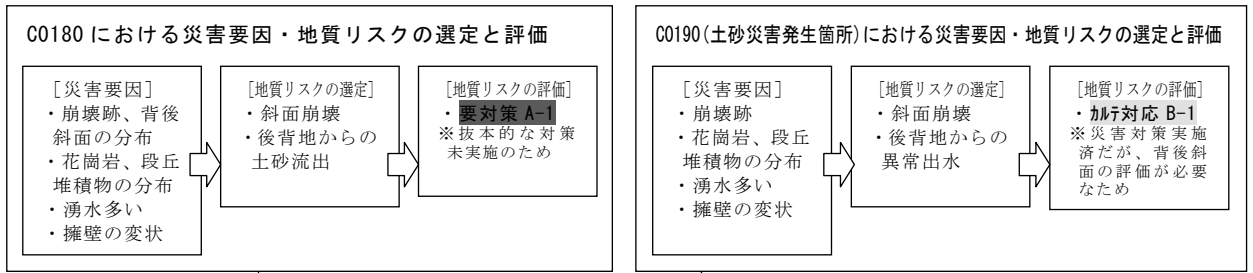 C0180 における災害要因・地質リスクの選定と評価
［災害要因］
・崩壊跡、背後
斜面の分布
・花崗岩、段丘
堆積物の分布
・湧水多い
・擁壁の変状
［地質リスクの選定］
・斜面崩壊
・後背地からの
土砂流出
［地質リスクの評価］
・要対策 A-1
※抜本的な対策
未実施のため
C0190(土砂災害発生箇所)における災害要因・地質リスクの選定と評価
［災害要因］
・崩壊跡
・花崗岩、段丘
堆積物の分布
・湧水多い
・擁壁の変状
［地質リスクの選定］
・斜面崩壊
・後背地からの
異常出水
［地質リスクの評価］
・ｶﾙﾃ対応 B-1
※災害対策実施
済だが、背後斜
面の評価が必要
なため